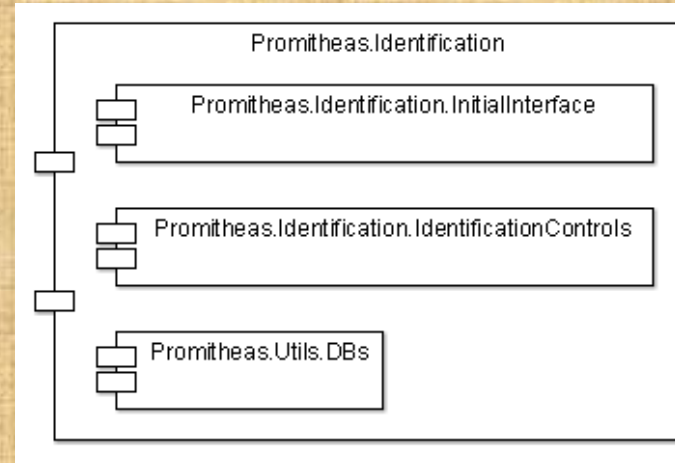 Promitheas.Identification
Promitheas.Identification.InitialInterface
Promitheas.Identification.IdentificationControls
Promitheas.Utils.DBs